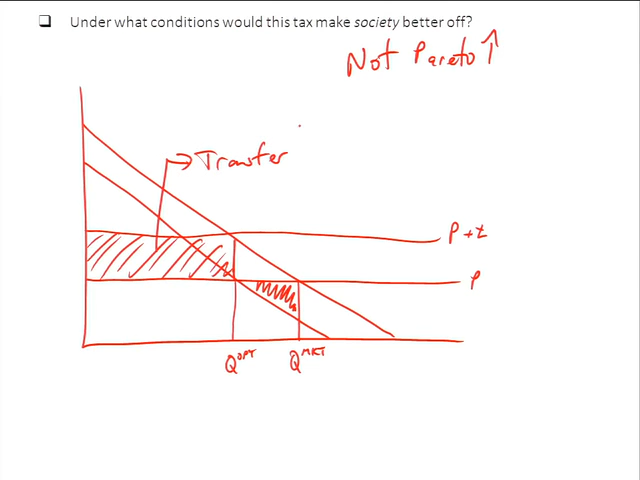 Under what conditions would this tax make society better off?
Not Pareto ↑
Transfer
P+t
P
Q^OPT
Q^MKT